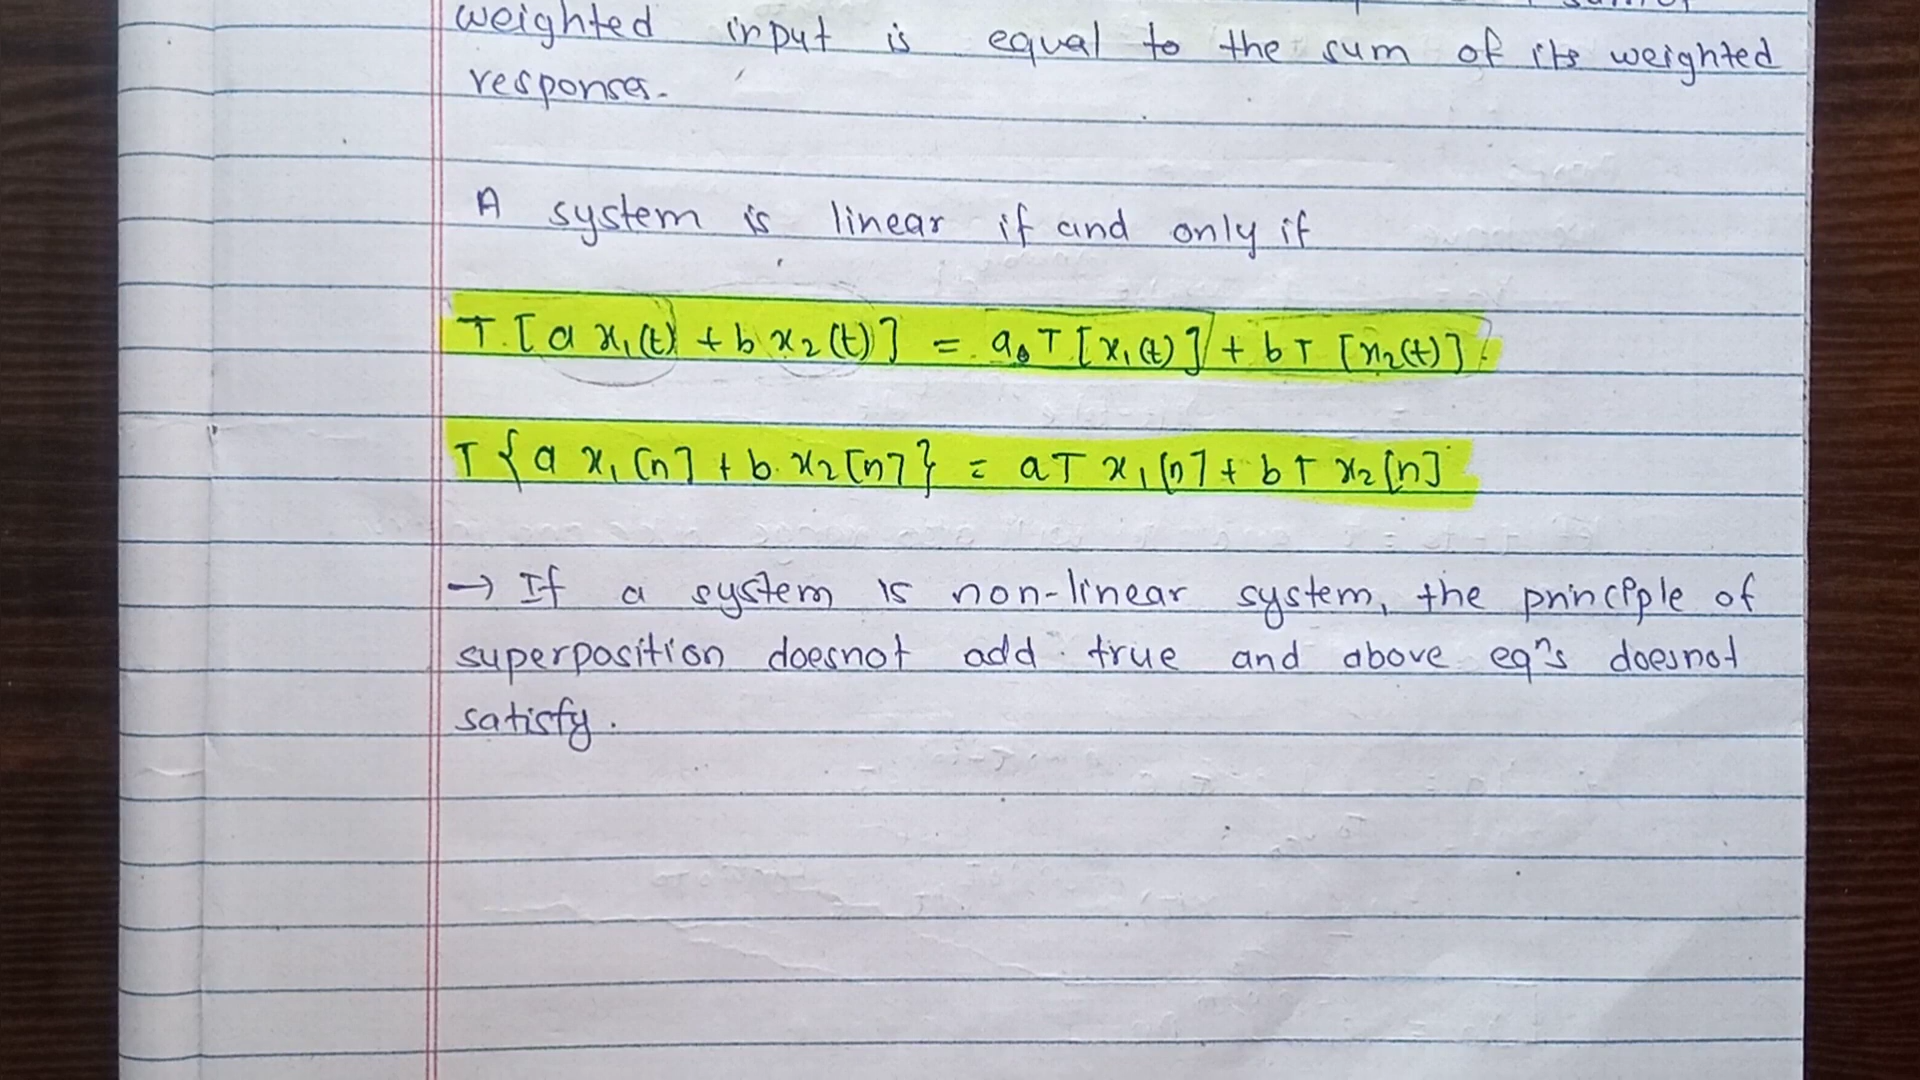 weighted input is equal to the sum of its weighted
responses.
A system is linear if and only if
T [a x₁(t) + b x₂(t)] = a T [x₁(t)] + b T [x₂(t)].
T {a x₁[n] + b x₂[n]} = a T x₁[n] + b T x₂[n]
→ If a system is non-linear system, the principle of
superposition doesnot add true and above eqⁿs doesnot
satisfy.